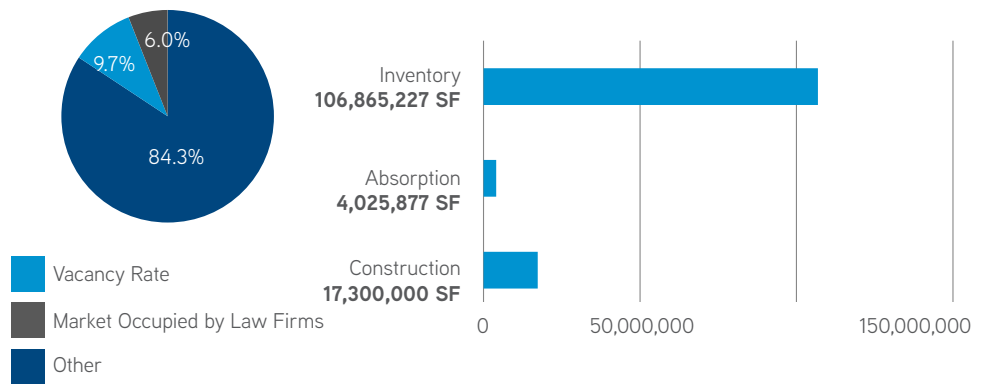 6.0%
9.7%
84.3%
Vacancy Rate
Market Occupied by Law Firms
Other
Inventory
106,865,227 SF
Absorption
4,025,877 SF
Construction
17,300,000 SF
0 50,000,000 150,000,000